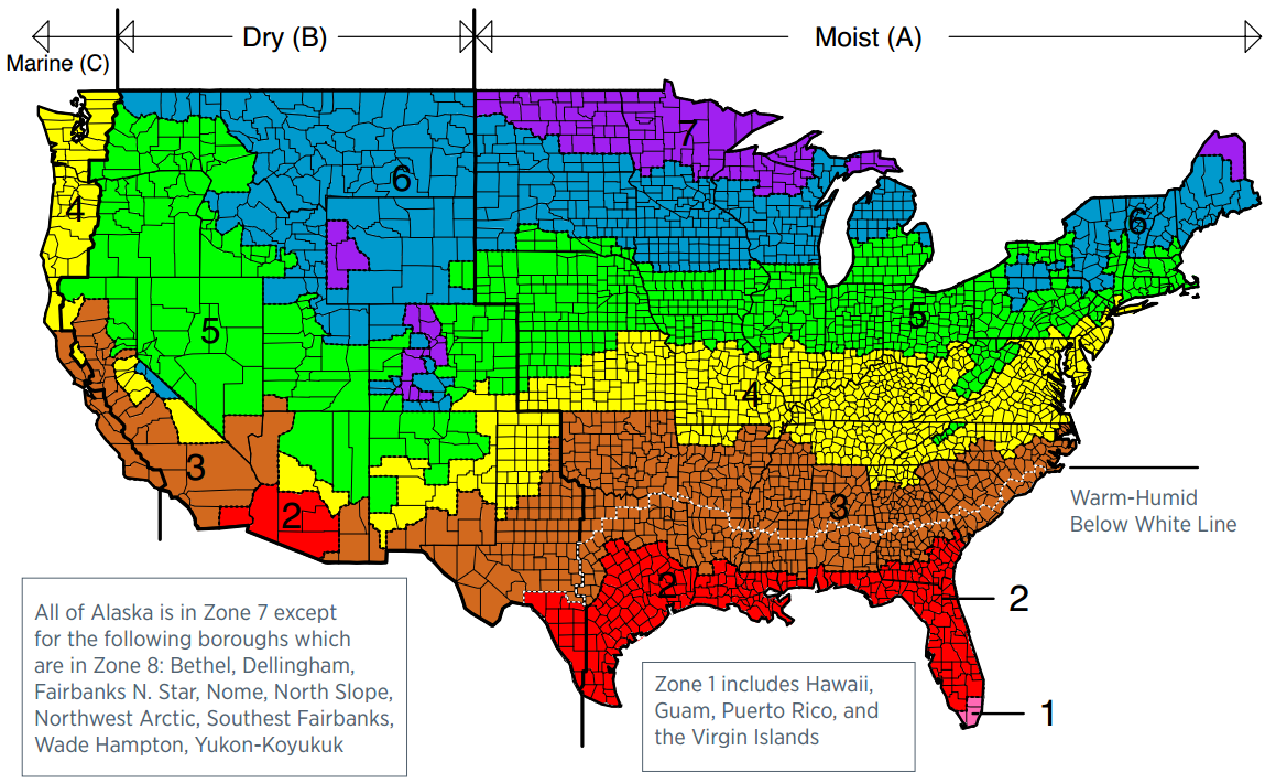 Dry (B)
Moist (A)
Marine (C)
7
6
4
6
5
5
4
3
3
2
2
Warm-Humid
Below White Line
2
1
All of Alaska is in Zone 7 except
for the following boroughs which
are in Zone 8: Bethel, Dellingham,
Fairbanks N. Star, Nome, North Slope,
Northwest Arctic, Southest Fairbanks,
Wade Hampton, Yukon-Koyukuk
Zone 1 includes Hawaii,
Guam, Puerto Rico, and
the Virgin Islands